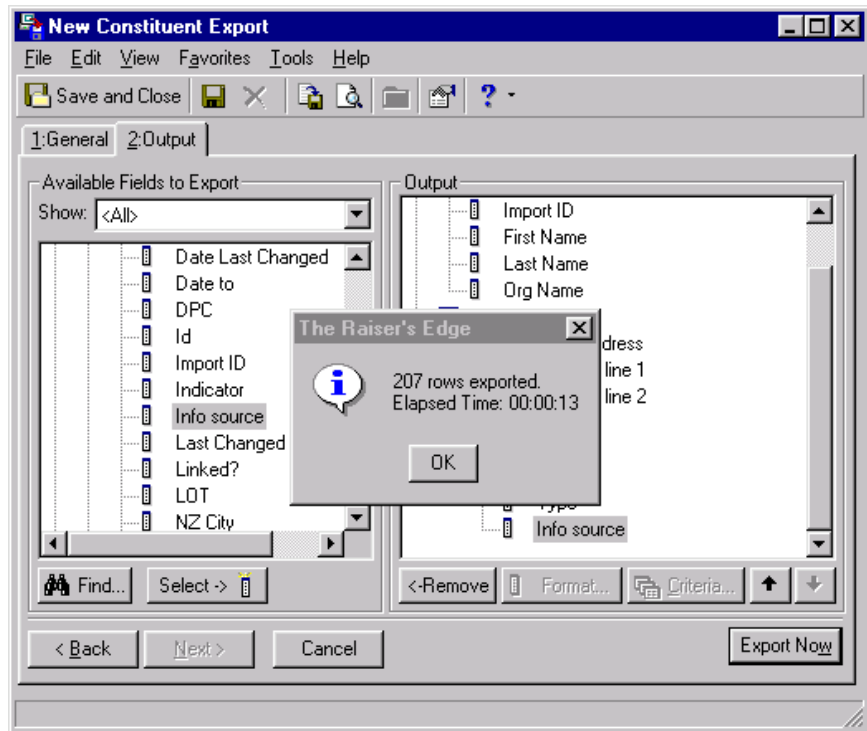 New Constituent Export
File Edit View Favorites Tools Help
Save and Close
1:General 2:Output
Available Fields to Export
Show: <All>
Date Last Changed
Date to
DPC
Id
Import ID
Indicator
Info source
Last Changed
Linked?
LOT
NZ City
Find... Select ->
Output
Import ID
First Name
Last Name
Org Name
dress
line 1
line 2
Type
Info source
<-Remove Format... Criteria...
The Raiser's Edge
207 rows exported.
Elapsed Time: 00:00:13
OK
< Back Next > Cancel Export Now